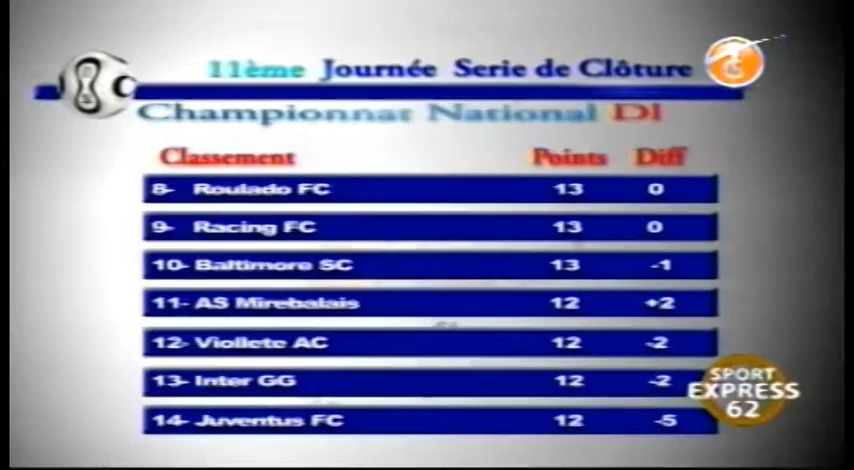 11ème Journée Serie de Clôture
Championnat National D1
Classement Points Diff
8- Roulado FC 13 0
9- Racing FC 13 0
10- Baltimore SC 13 -1
11- AS Mirebalais 12 +2
12- Viollete AC 12 -2
13- Inter GG 12 -2
14- Juventus FC 12 -5
SPORT
EXPRESS
62